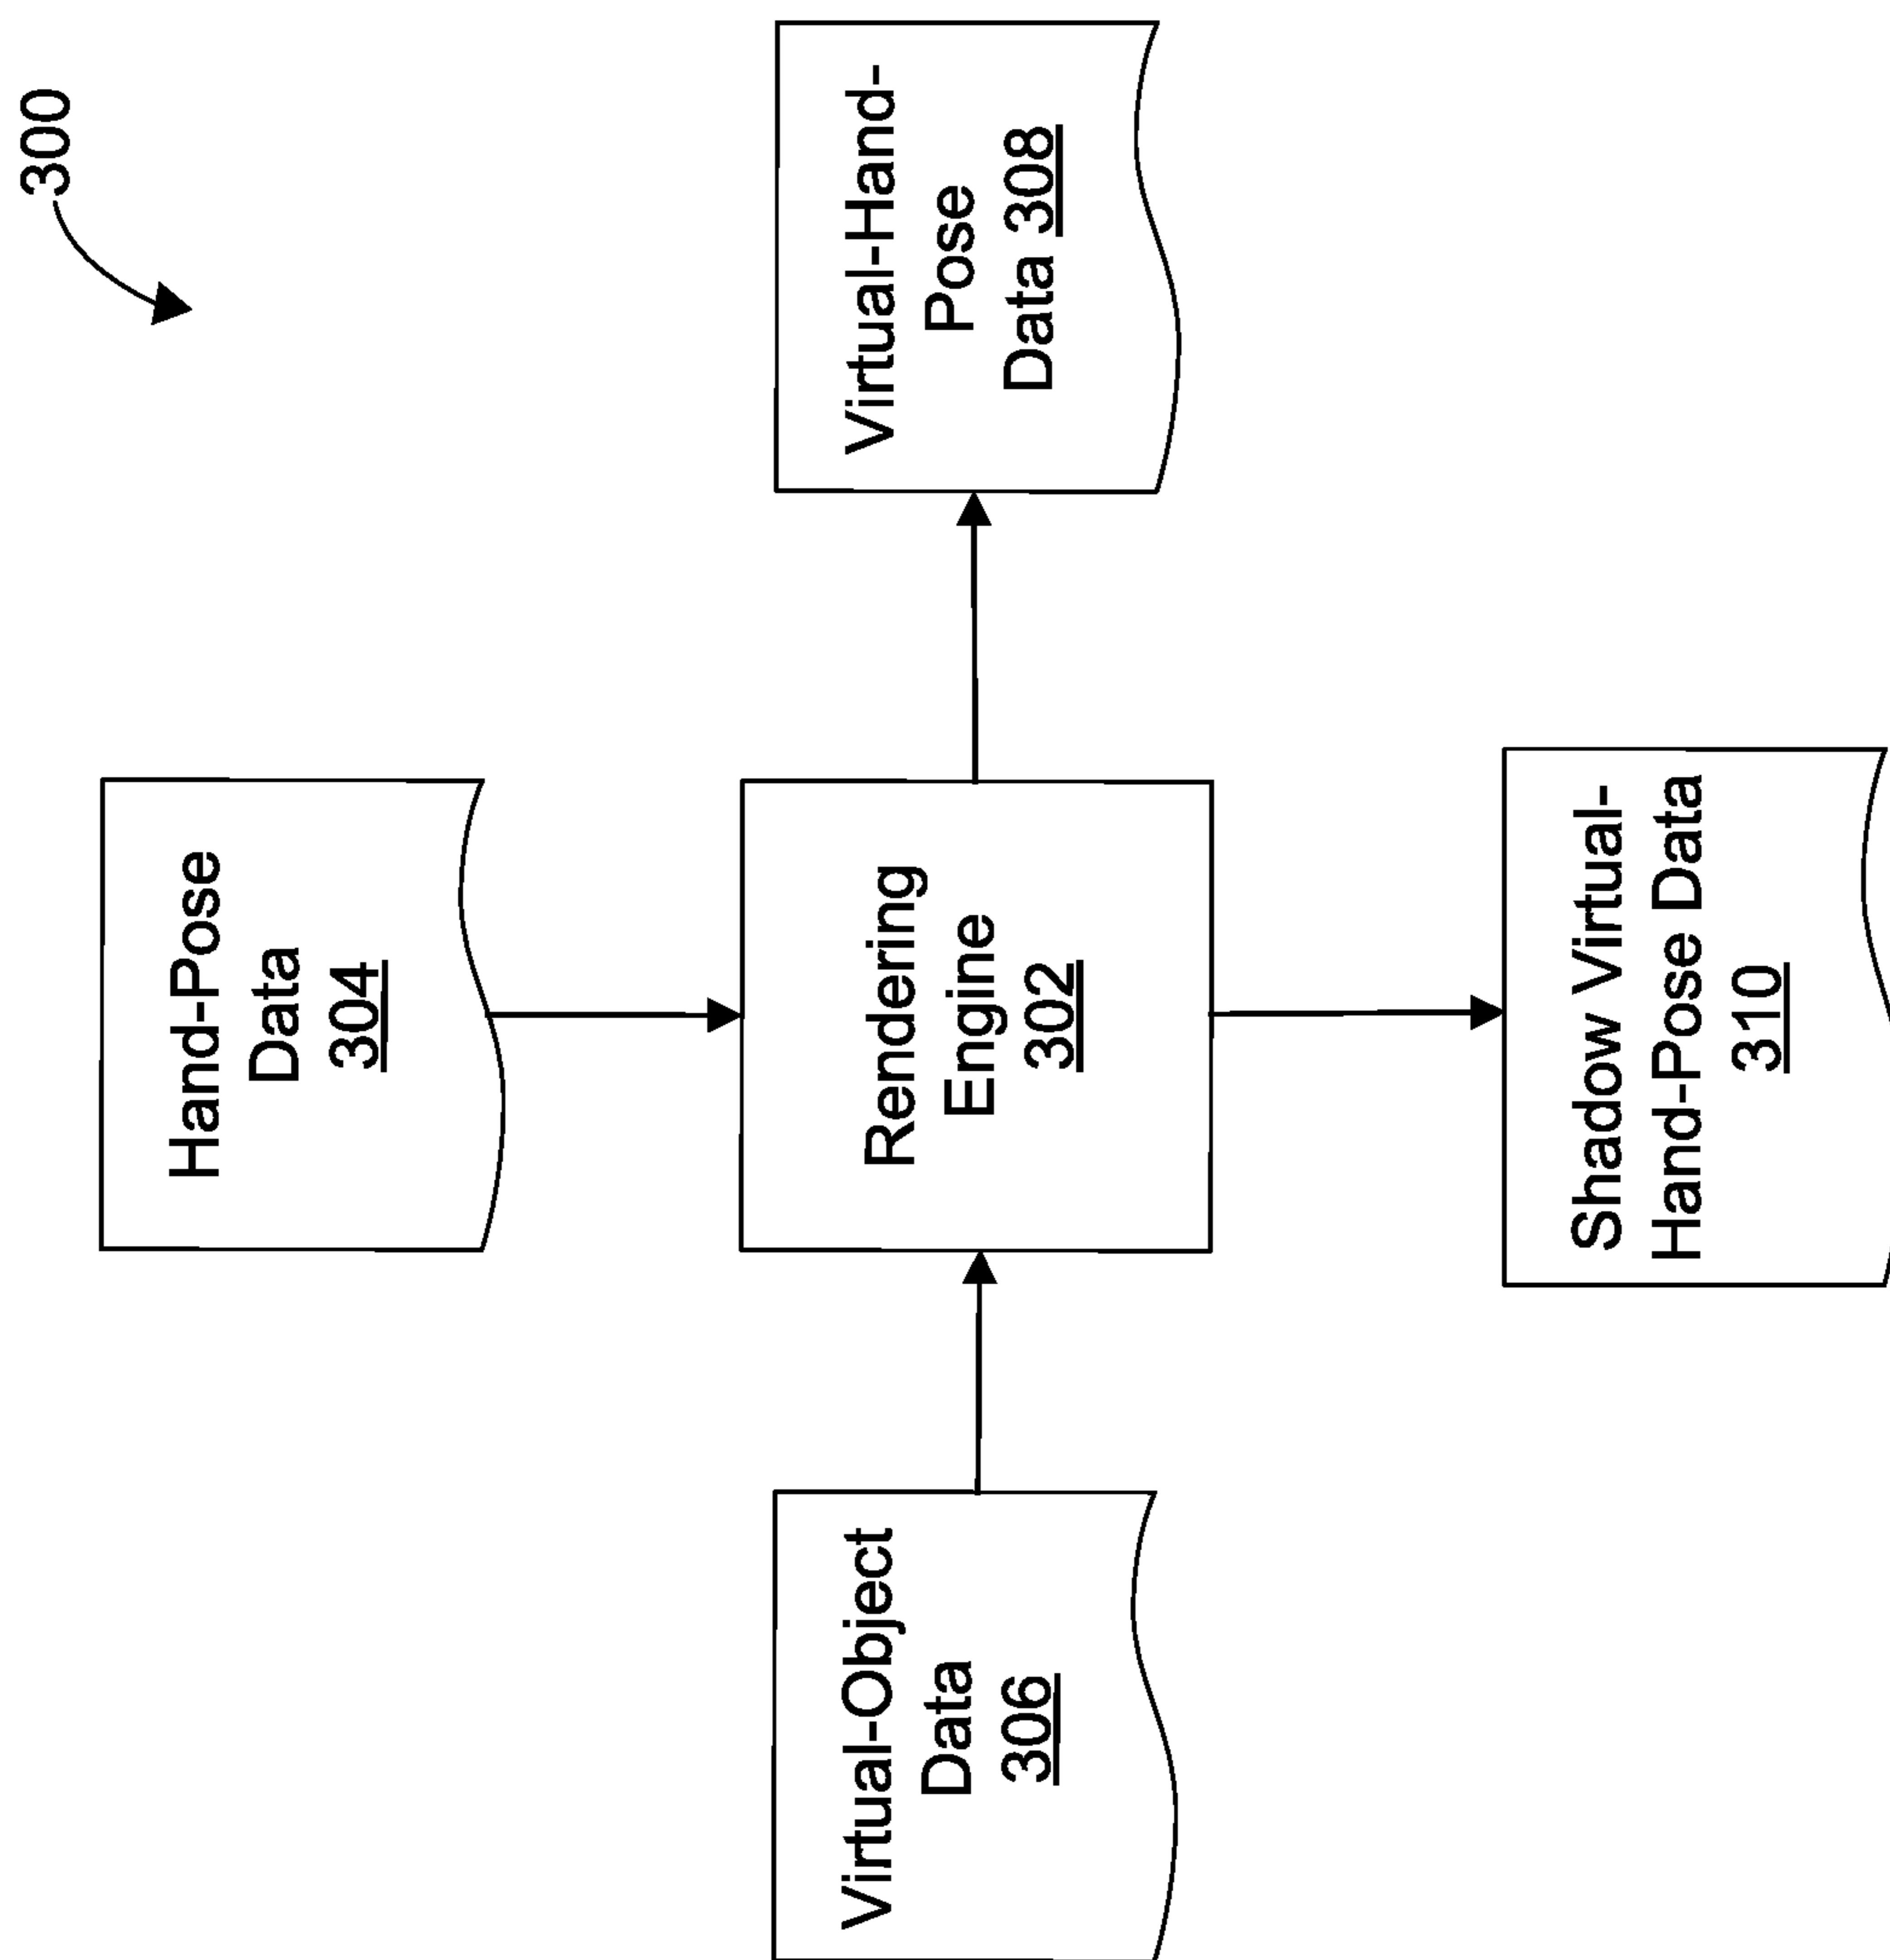 300
Hand-Pose
Data
304
Virtual-Object
Data
306
Rendering
Engine
302
Virtual-Hand-
Pose
Data 308
Shadow Virtual-
Hand-Pose Data
310